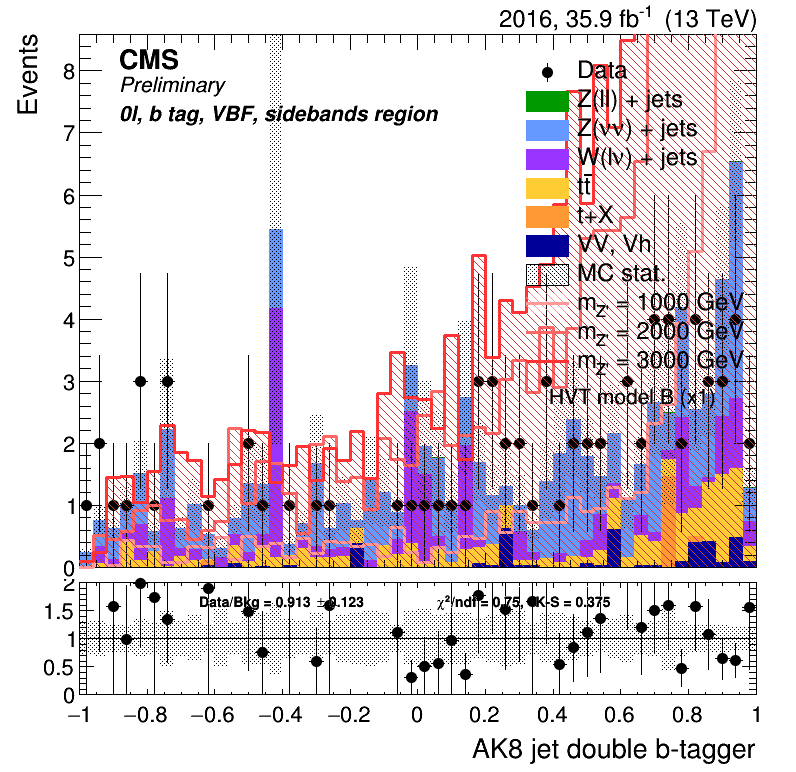 2016, 35.9 fb⁻¹ (13 TeV)
Events
CMS
Preliminary
0l, b tag, VBF, sidebands region
Data
Z(ll) + jets
Z(νν) + jets
W(lν) + jets
tt̄
t+X
VV, Vh
MC stat.
m_Z' = 1000 GeV
m_Z' = 2000 GeV
m_Z' = 3000 GeV
HVT model B (x1)
8
7
6
5
4
3
2
1
0
Data/Bkg = 0.913 ± 0.123
χ²/ndf = 0.75, K-S = 0.375
2
1.5
1
0.5
0
−1 −0.8 −0.6 −0.4 −0.2 0 0.2 0.4 0.6 0.8 1
AK8 jet double b-tagger